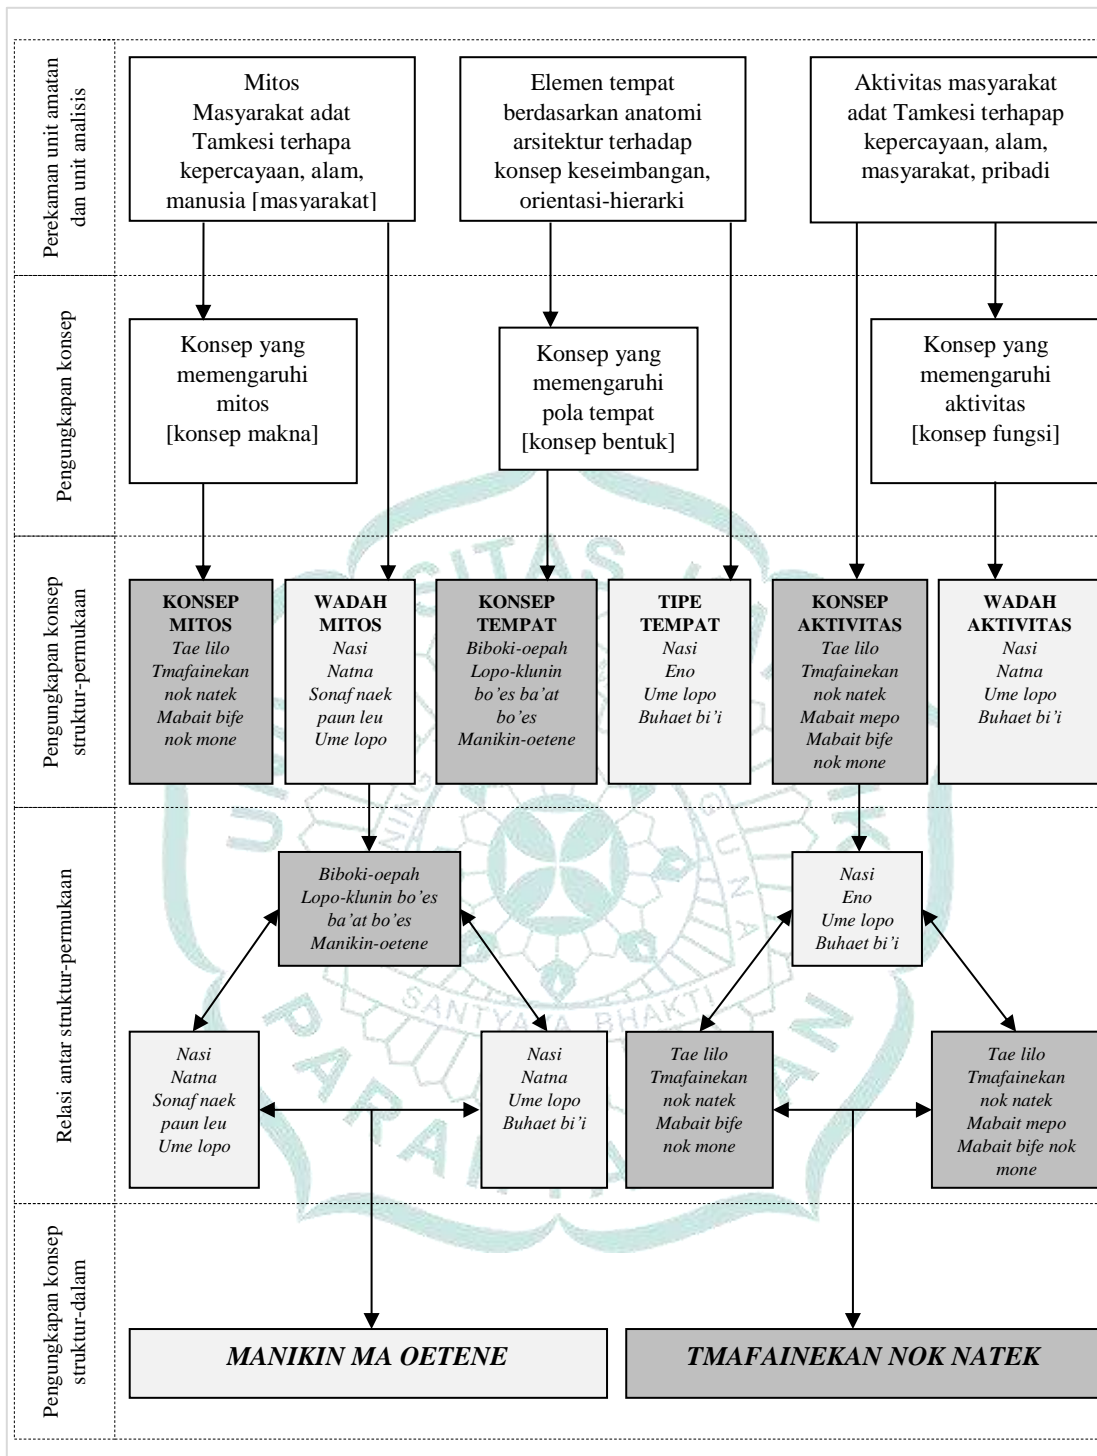 Perekaman unit amatan
dan unit analisis
Mitos
Masyarakat adat
Tamkesi terhapa
kepercayaan, alam,
manusia [masyarakat]
Elemen tempat
berdasarkan anatomi
arsitektur terhadap
konsep keseimbangan,
orientasi-hierarki
Aktivitas masyarakat
adat Tamkesi terhapap
kepercayaan, alam,
masyarakat, pribadi
Pengungkapan konsep
Konsep yang
memengaruhi
mitos
[konsep makna]
Konsep yang
memengaruhi
pola tempat
[konsep bentuk]
Konsep yang
memengaruhi
aktivitas
[konsep fungsi]
Pengungkapan konsep
struktur-permukaan
KONSEP
MITOS
Tae lilo
Tmafainekan
nok natek
Mabait bife
nok mone
WADAH
MITOS
Nasi
Natna
Sonaf naek
paun leu
Ume lopo
KONSEP
TEMPAT
Biboki-oepah
Lopo-klunin
bo’es ba’at
bo’es
Manikin-oetene
TIPE
TEMPAT
Nasi
Eno
Ume lopo
Buhaet bi’i
KONSEP
AKTIVITAS
Tae lilo
Tmafainekan
nok natek
Mabait mepo
Mabait bife
nok mone
WADAH
AKTIVITAS
Nasi
Natna
Ume lopo
Buhaet bi’i
Relasi antar struktur-permukaan
Biboki-oepah
Lopo-klunin bo’es
ba’at bo’es
Manikin-oetene
Nasi
Eno
Ume lopo
Buhaet bi’i
Nasi
Natna
Sonaf naek
paun leu
Ume lopo
Nasi
Natna
Ume lopo
Buhaet bi’i
Tae lilo
Tmafainekan
nok natek
Mabait bife
nok mone
Tae lilo
Tmafainekan
nok natek
Mabait mepo
Mabait bife nok
mone
Pengungkapan konsep
struktur-dalam
MANIKIN MA OETENE
TMAFAINEKAN NOK NATEK
SANTYAJA BHAKTI